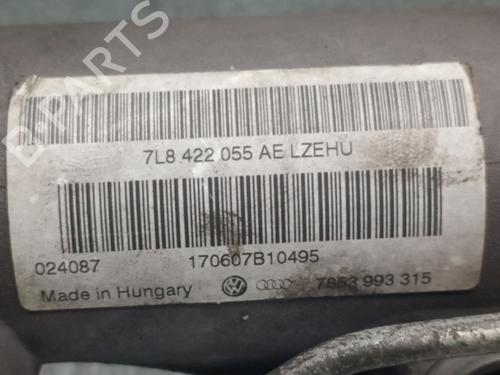 B PARTS
7L8 422 055 AE LZEHU
024087 170607B10495
Made in Hungary 7853 993 315